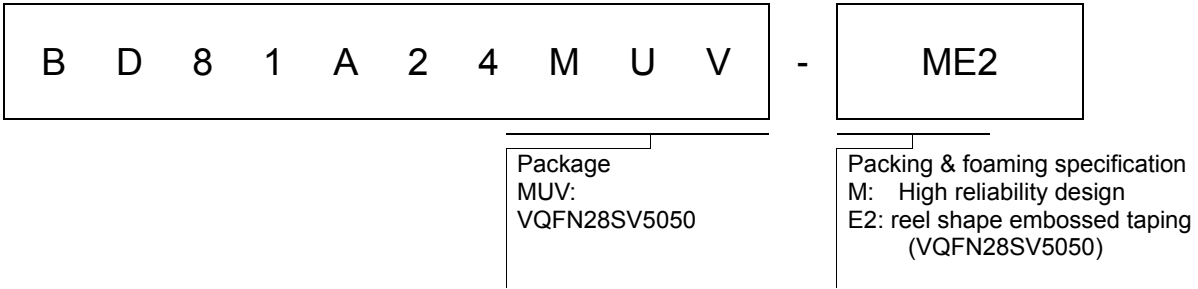 B D 8 1 A 2 4 M U V - ME2
Package
MUV:
VQFN28SV5050
Packing & foaming specification
M: High reliability design
E2: reel shape embossed taping
(VQFN28SV5050)